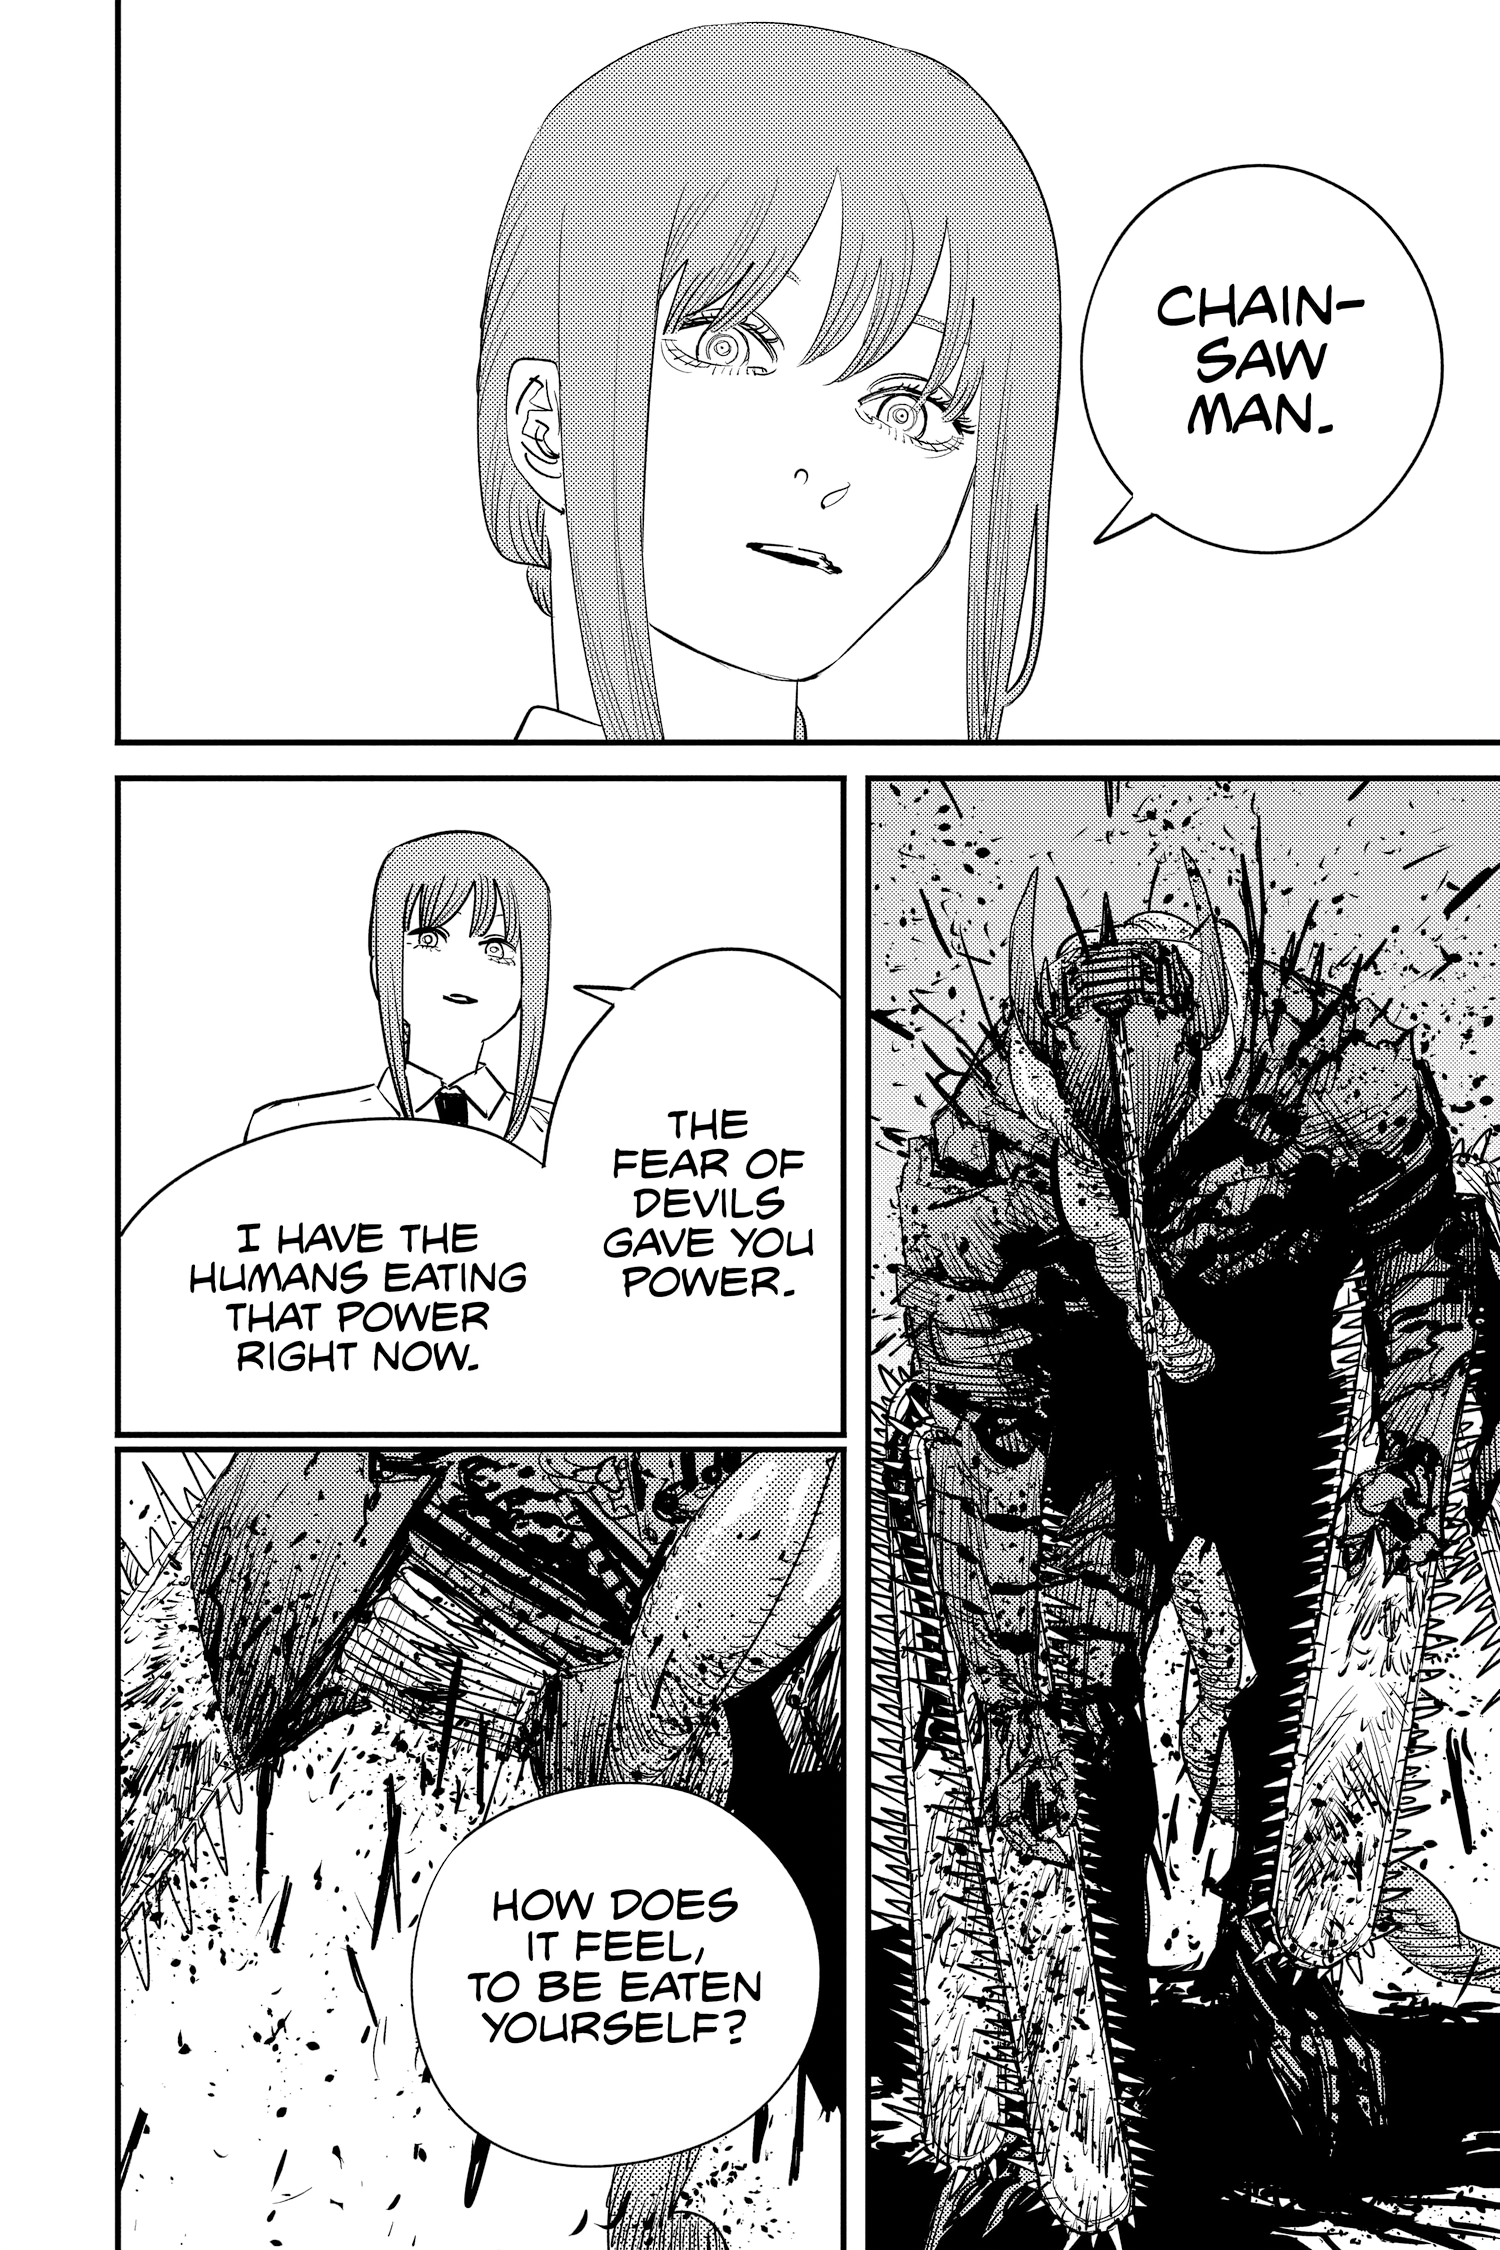 CHAIN-
SAW
MAN.
THE
FEAR OF
DEVILS
GAVE YOU
POWER.
I HAVE THE
HUMANS EATING
THAT POWER
RIGHT NOW.
HOW DOES
IT FEEL,
TO BE EATEN
YOURSELF?